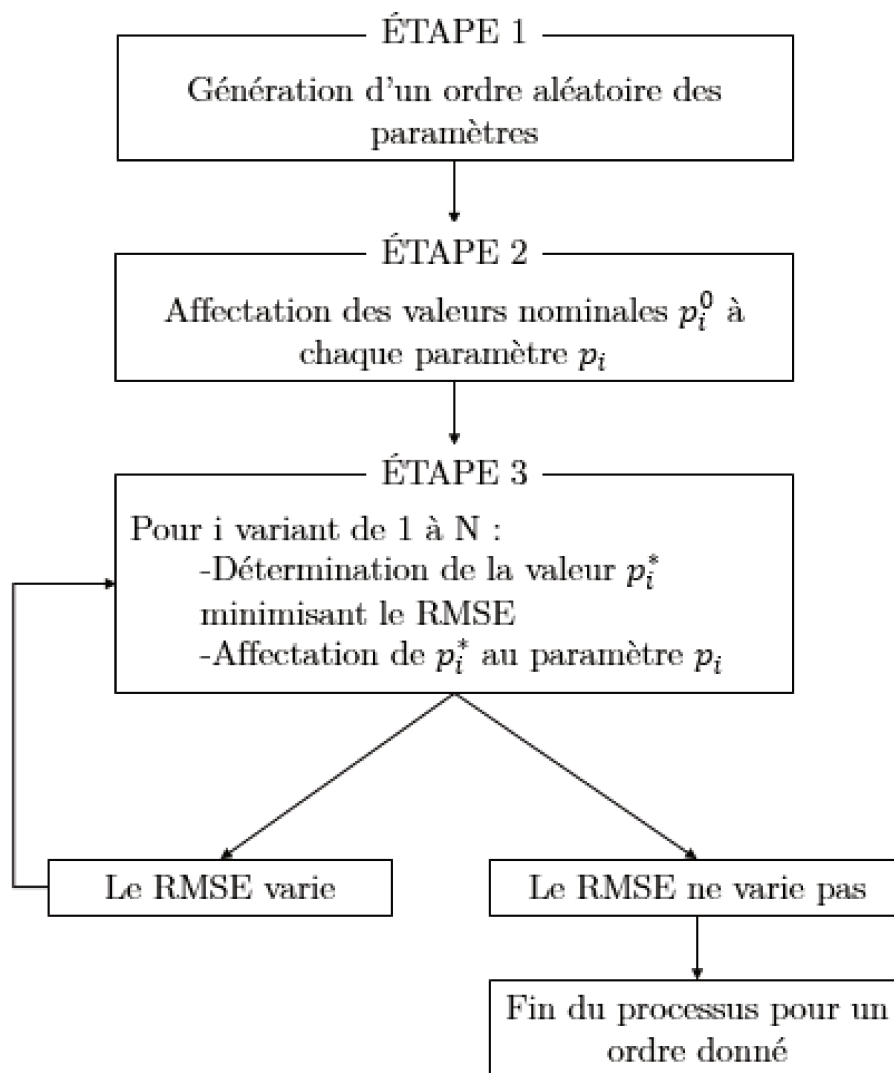 ÉTAPE 1
Génération d'un ordre aléatoire des
paramètres
ÉTAPE 2
Affectation des valeurs nominales $p_i^0$ à
chaque paramètre $p_i$
ÉTAPE 3
Pour i variant de 1 à N :
-Détermination de la valeur $p_i^*$
minimisant le RMSE
-Affectation de $p_i^*$ au paramètre $p_i$
Le RMSE varie
Le RMSE ne varie pas
Fin du processus pour un
ordre donné